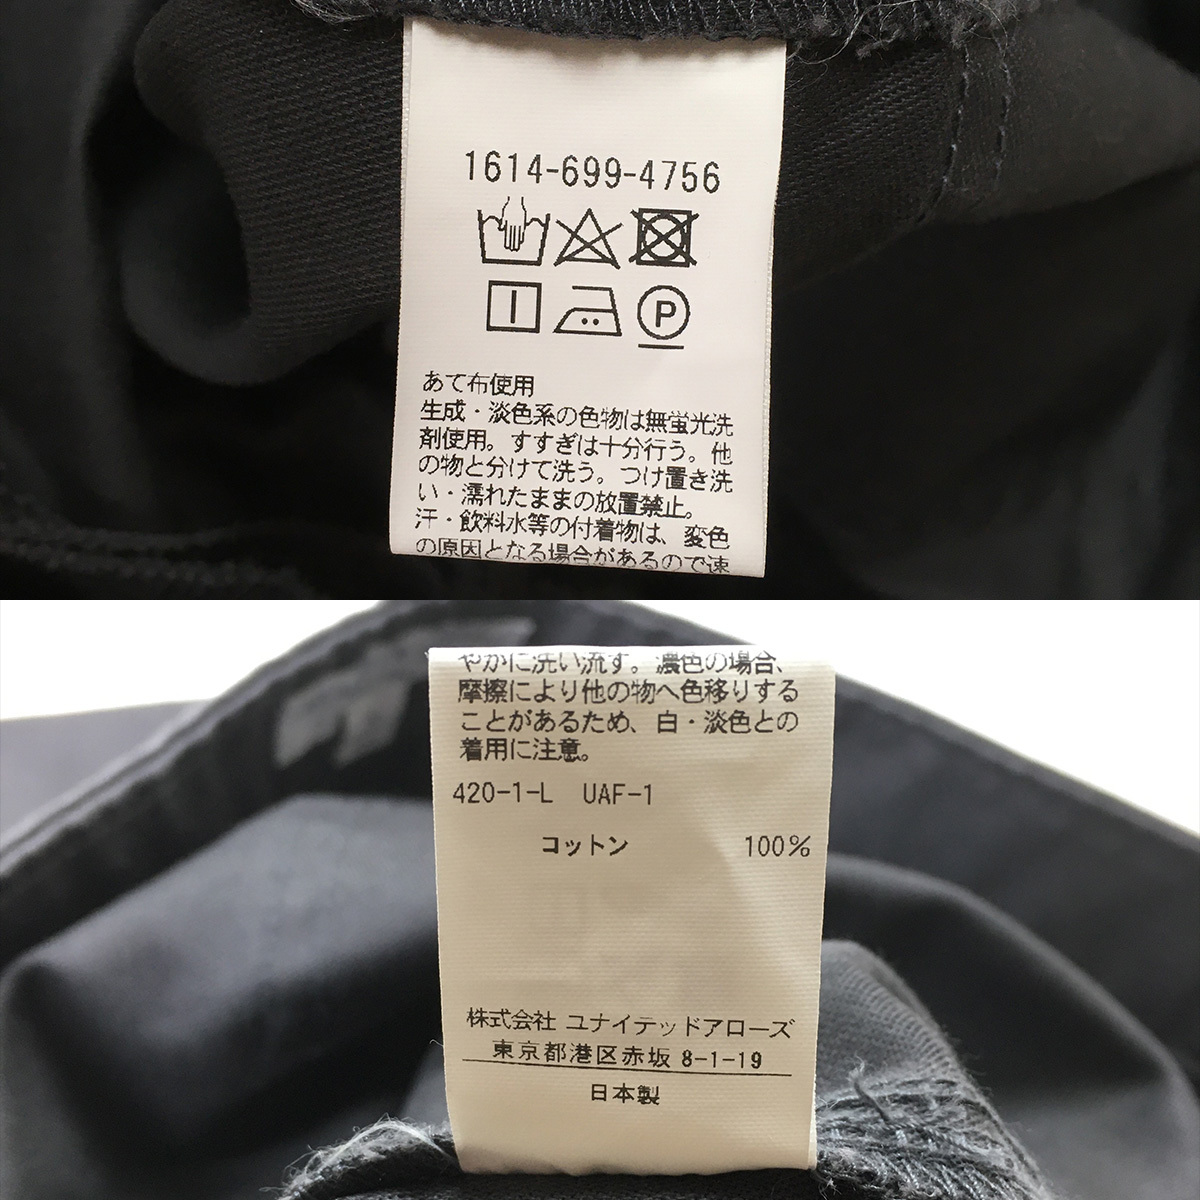 1614-699-4756
P
あて布使用
生成・淡色系の色物は無蛍光洗
剤使用。すすぎは十分行う。他
の物と分けて洗う。つけ置き洗
い・濡れたままの放置禁止。
汗・飲料水等の付着物は、変色
の原因となる場合があるので速
やかに洗い流す。濃色の場合、
摩擦により他の物へ色移りする
ことがあるため、白・淡色との
着用に注意。
420-1-L UAF-1
コットン 100%
株式会社 ユナイテッドアローズ
東京都港区赤坂 8-1-19
日本製